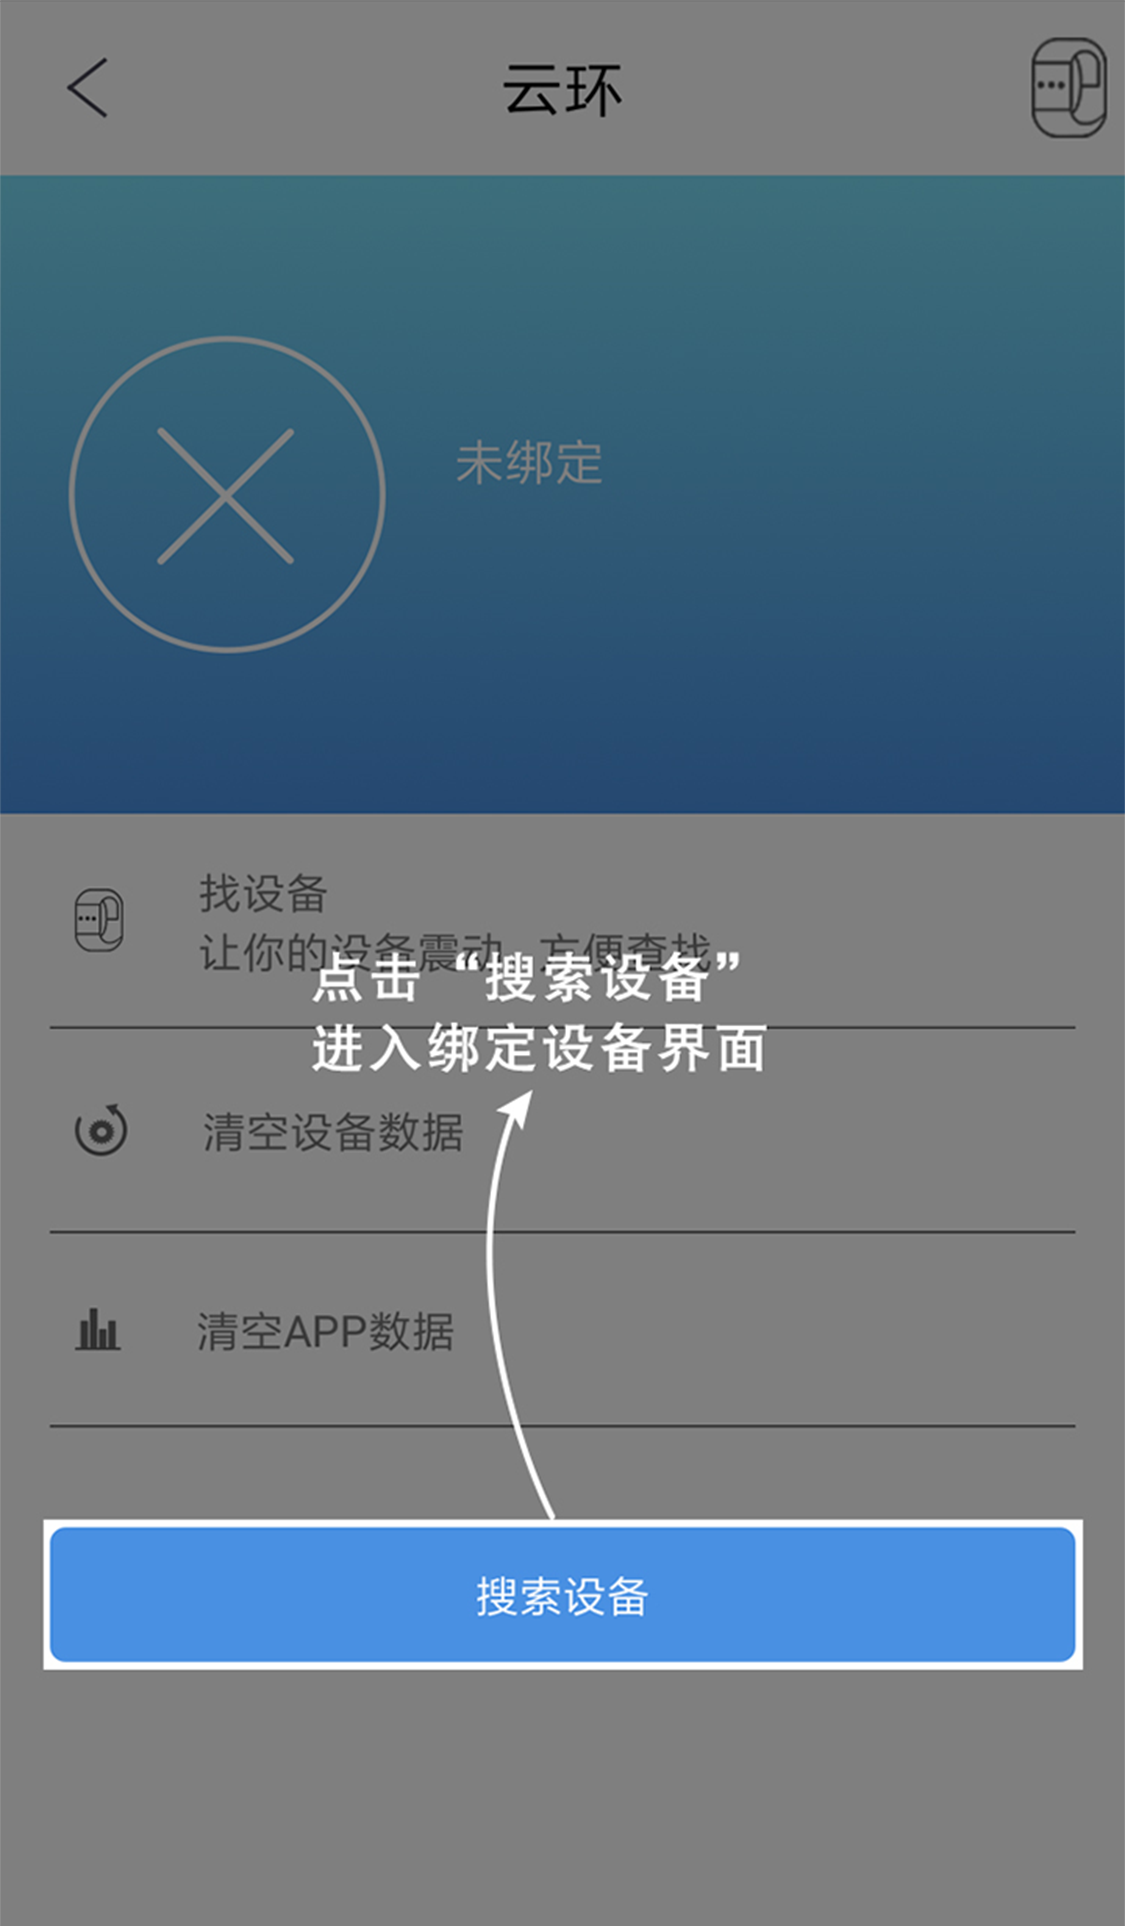 云环
未绑定
找设备
让你的设备震动，方便查找
点击“搜索设备”
进入绑定设备界面
清空设备数据
清空APP数据
搜索设备